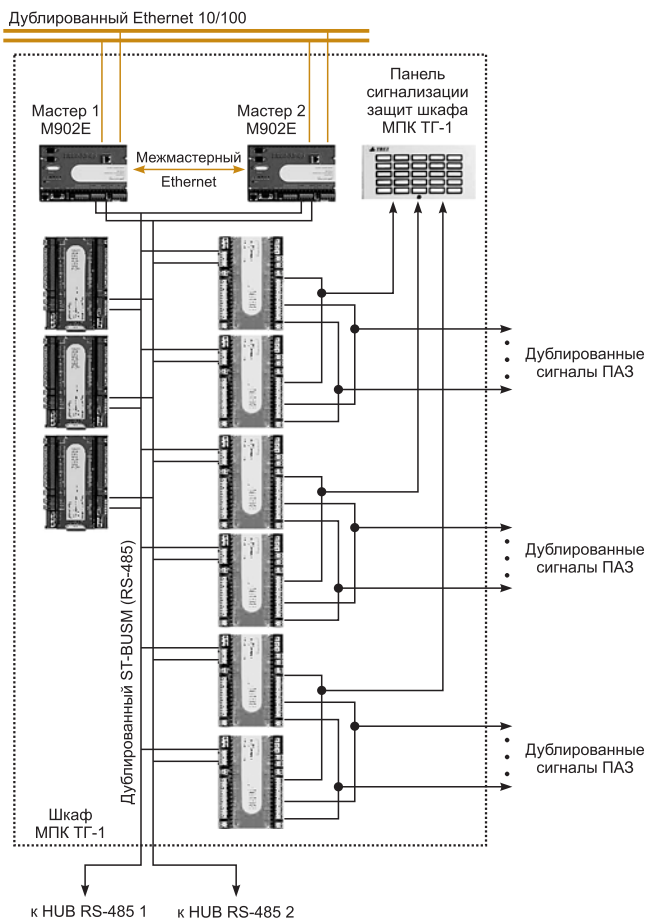 Дублированный Ethernet 10/100
Мастер 1
M902E
Мастер 2
M902E
Панель
сигнализации
защит шкафа
МПК ТГ-1
Межмастерный
Ethernet
Дублированные
сигналы ПАЗ
Дублированные
сигналы ПАЗ
Дублированный ST-BUSM (RS-485)
Дублированные
сигналы ПАЗ
Шкаф
МПК ТГ-1
к HUB RS-485 1
к HUB RS-485 2